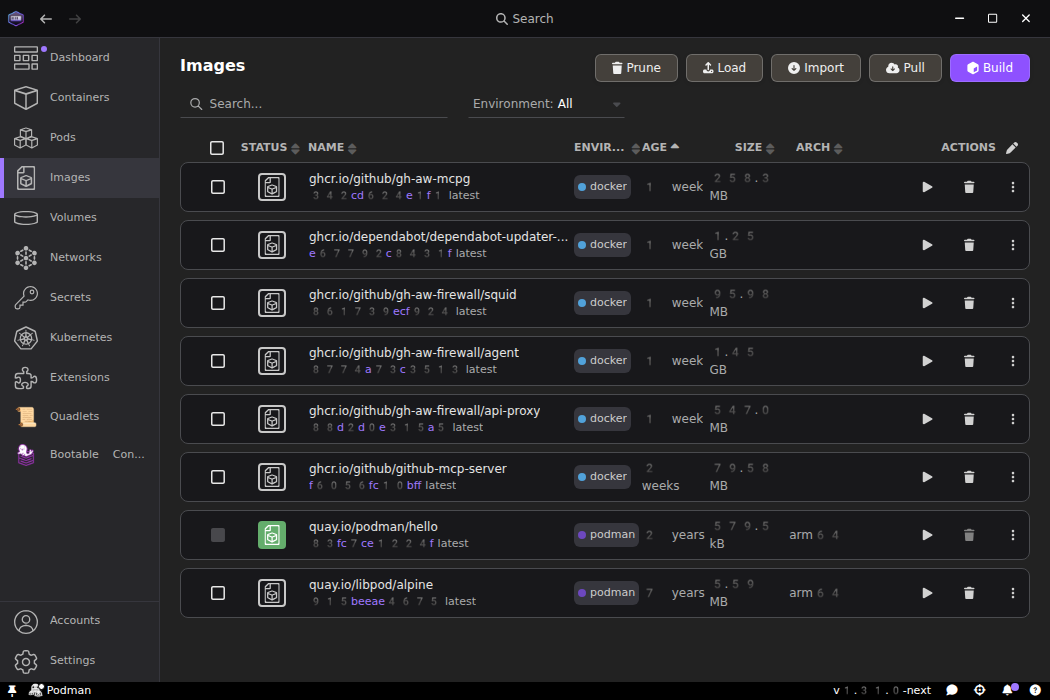 Search
Dashboard
Containers
Pods
Images
Volumes
Networks
Secrets
Kubernetes
Extensions
Quadlets
Bootable Con...
Accounts
Settings
Images
Prune
Load
Import
Pull
Build
Search...
Environment: All
STATUS NAME ENVIR... AGE SIZE ARCH ACTIONS
ghcr.io/github/gh-aw-mcpg
342cd624e1f1 latest
docker
1 week
258.3 MB
ghcr.io/dependabot/dependabot-updater-...
e67792c8431f latest
docker
1 week
1.25 GB
ghcr.io/github/gh-aw-firewall/squid
861739ecf924 latest
docker
1 week
95.98 MB
ghcr.io/github/gh-aw-firewall/agent
8774a73c3513 latest
docker
1 week
1.45 GB
ghcr.io/github/gh-aw-firewall/api-proxy
88d2d0e315a5 latest
docker
1 week
547.0 MB
ghcr.io/github/github-mcp-server
f6056fc10bff latest
docker
2 weeks
79.58 MB
quay.io/podman/hello
83fc7ce1224f latest
podman
2 years
579.5 kB
arm64
quay.io/libpod/alpine
915beeae4675 latest
podman
7 years
5.59 MB
arm64
Podman
v1.31.0-next